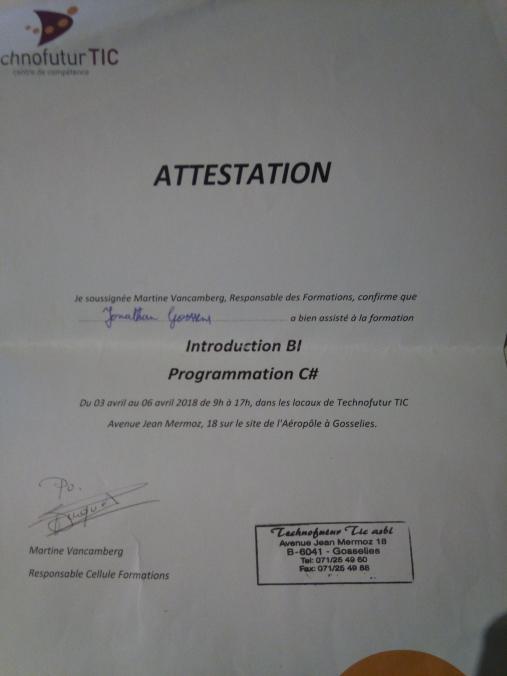 chnofutur TIC
centre de compétence
ATTESTATION
Je soussignée Martine Vancamberg, Responsable des Formations, confirme que
Jonathan Goossens a bien assisté à la formation
Introduction BI
Programmation C#
Du 03 avril au 06 avril 2018 de 9h à 17h, dans les locaux de Technofutur TIC
Avenue Jean Mermoz, 18 sur le site de l'Aéropôle à Gosselies.
Po.
Martine Vancamberg
Responsable Cellule Formations
Technofutur Tic asbl
Avenue Jean Mermoz 18
B-6041 - Gosselies
Tel: 071/25 49 60
Fax: 071/25 49 88